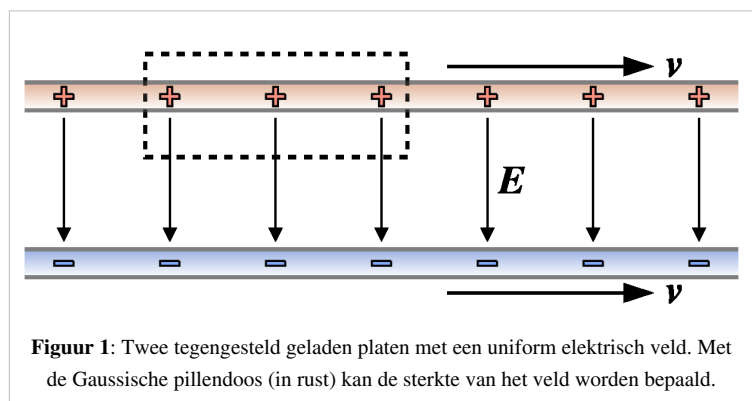 v
E
v
Figuur 1: Twee tegengesteld geladen platen met een uniform elektrisch veld. Met
de Gaussische pillendoos (in rust) kan de sterkte van het veld worden bepaald.